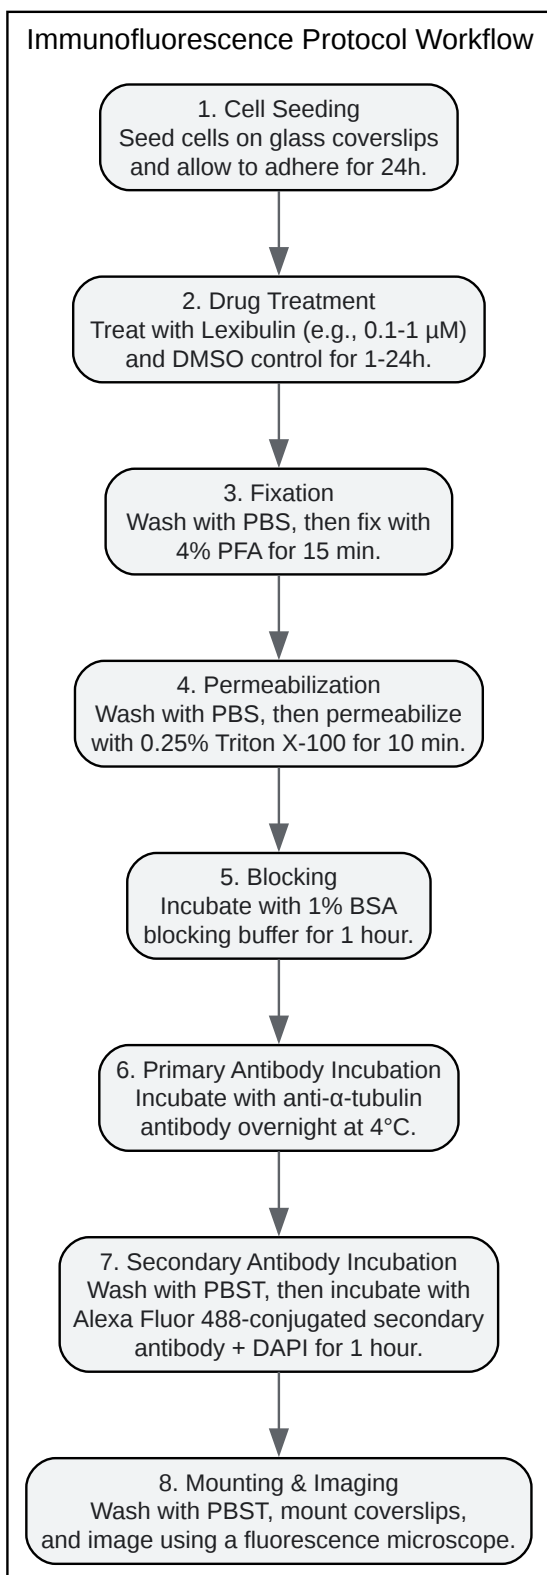 Immunofluorescence Protocol Workflow
1. Cell Seeding
Seed cells on glass coverslips
and allow to adhere for 24h.
2. Drug Treatment
Treat with Lexibulin (e.g., 0.1-1 µM)
and DMSO control for 1-24h.
3. Fixation
Wash with PBS, then fix with
4% PFA for 15 min.
4. Permeabilization
Wash with PBS, then permeabilize
with 0.25% Triton X-100 for 10 min.
5. Blocking
Incubate with 1% BSA
blocking buffer for 1 hour.
6. Primary Antibody Incubation
Incubate with anti-α-tubulin
antibody overnight at 4°C.
7. Secondary Antibody Incubation
Wash with PBST, then incubate with
Alexa Fluor 488-conjugated secondary
antibody + DAPI for 1 hour.
8. Mounting & Imaging
Wash with PBST, mount coverslips,
and image using a fluorescence microscope.